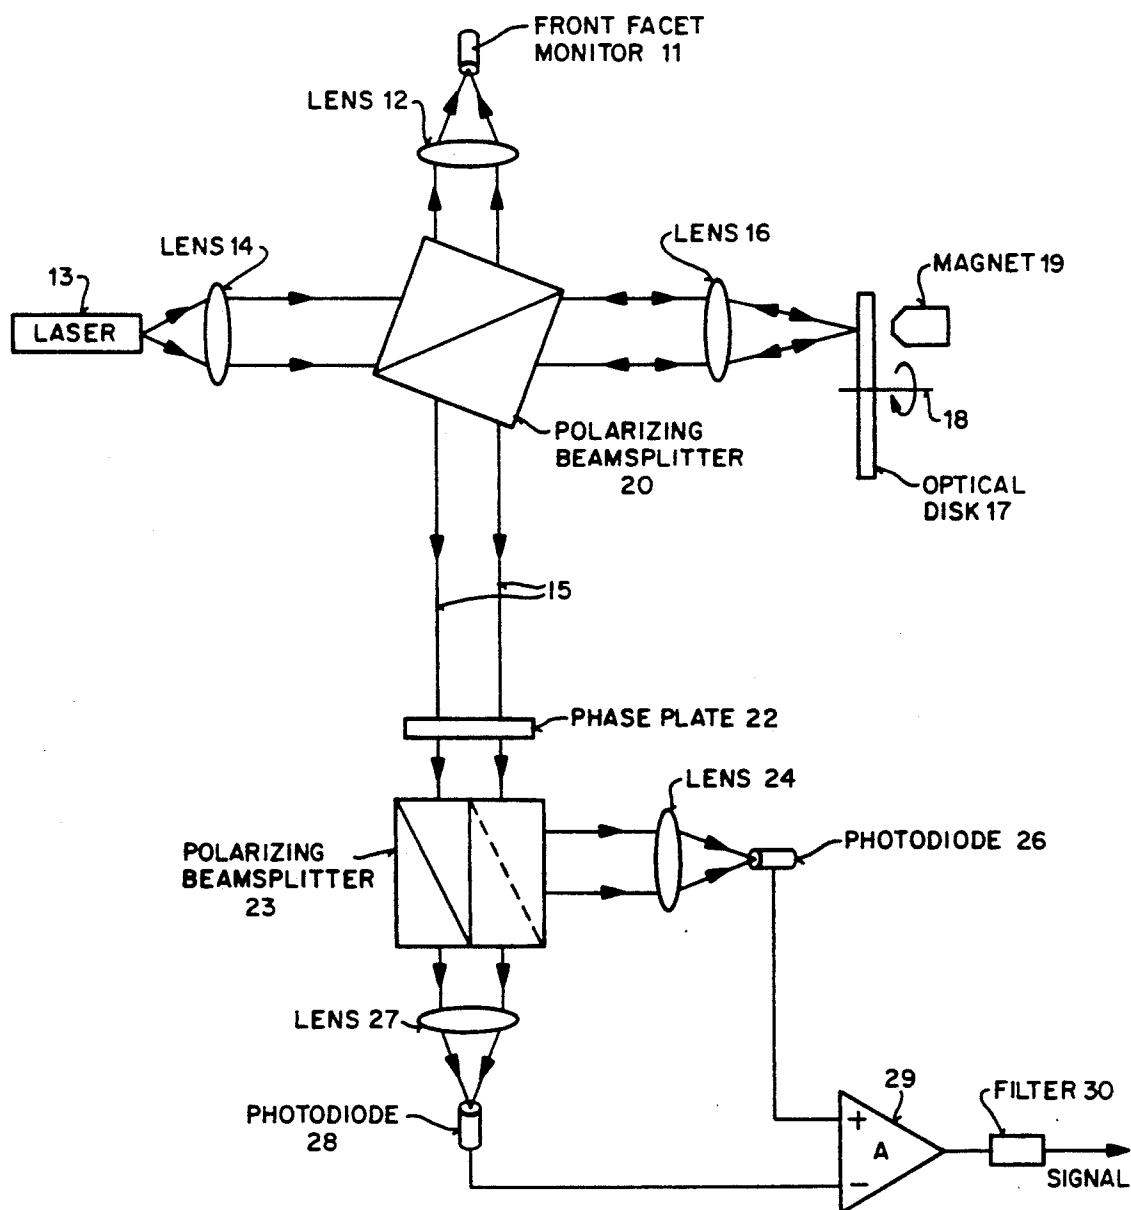 FRONT FACET
MONITOR 11
LENS 12
LENS 14
13
LASER
LENS 16
MAGNET 19
18
OPTICAL
DISK 17
POLARIZING
BEAMSPLITTER
20
15
PHASE PLATE 22
LENS 24
PHOTODIODE 26
POLARIZING
BEAMSPLITTER
23
LENS 27
PHOTODIODE
28
29
+
A
−
FILTER 30
SIGNAL